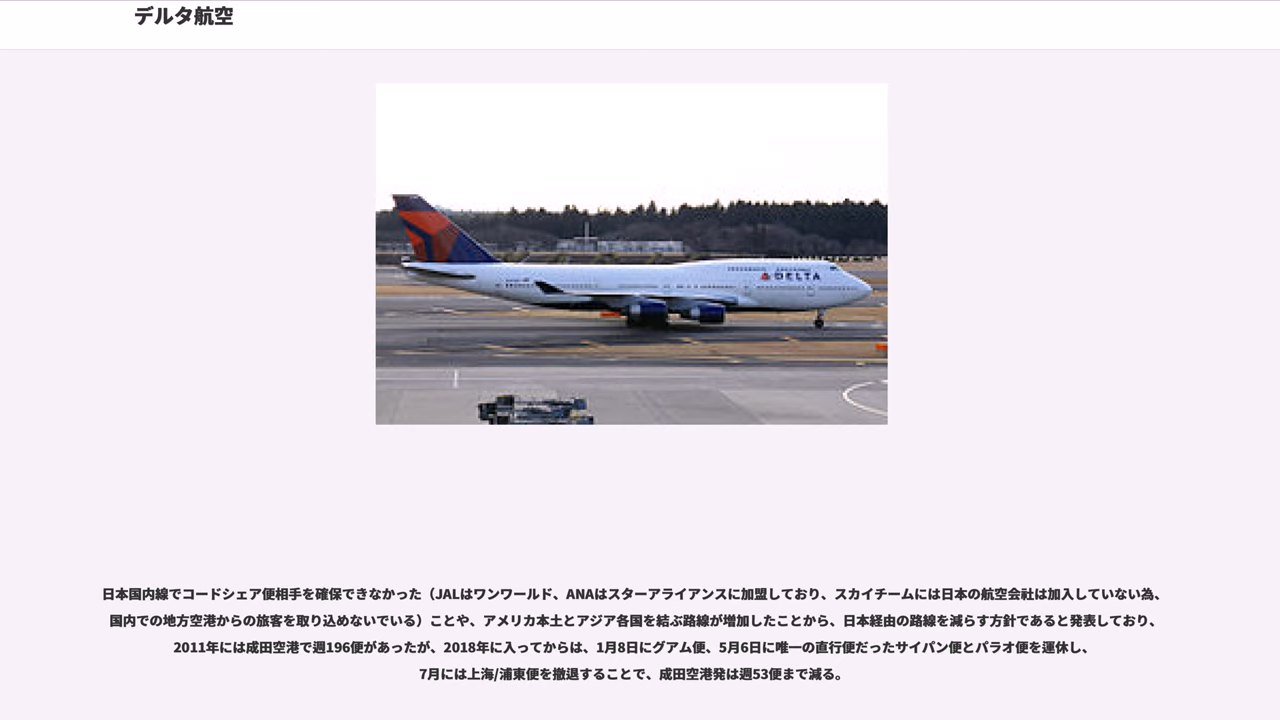 デルタ航空
DELTA
日本国内線でコードシェア便相手を確保できなかった（JALはワンワールド、ANAはスターアライアンスに加盟しており、スカイチームには日本の航空会社は加入していない為、
国内での地方空港からの旅客を取り込めないでいる）ことや、アメリカ本土とアジア各国を結ぶ路線が増加したことから、日本経由の路線を減らす方針であると発表しており、
2011年には成田空港で週196便があったが、2018年に入ってからは、1月8日にグアム便、5月6日に唯一の直行便だったサイパン便とパラオ便を運休し、
7月には上海/浦東便を撤退することで、成田空港発は週53便まで減る。